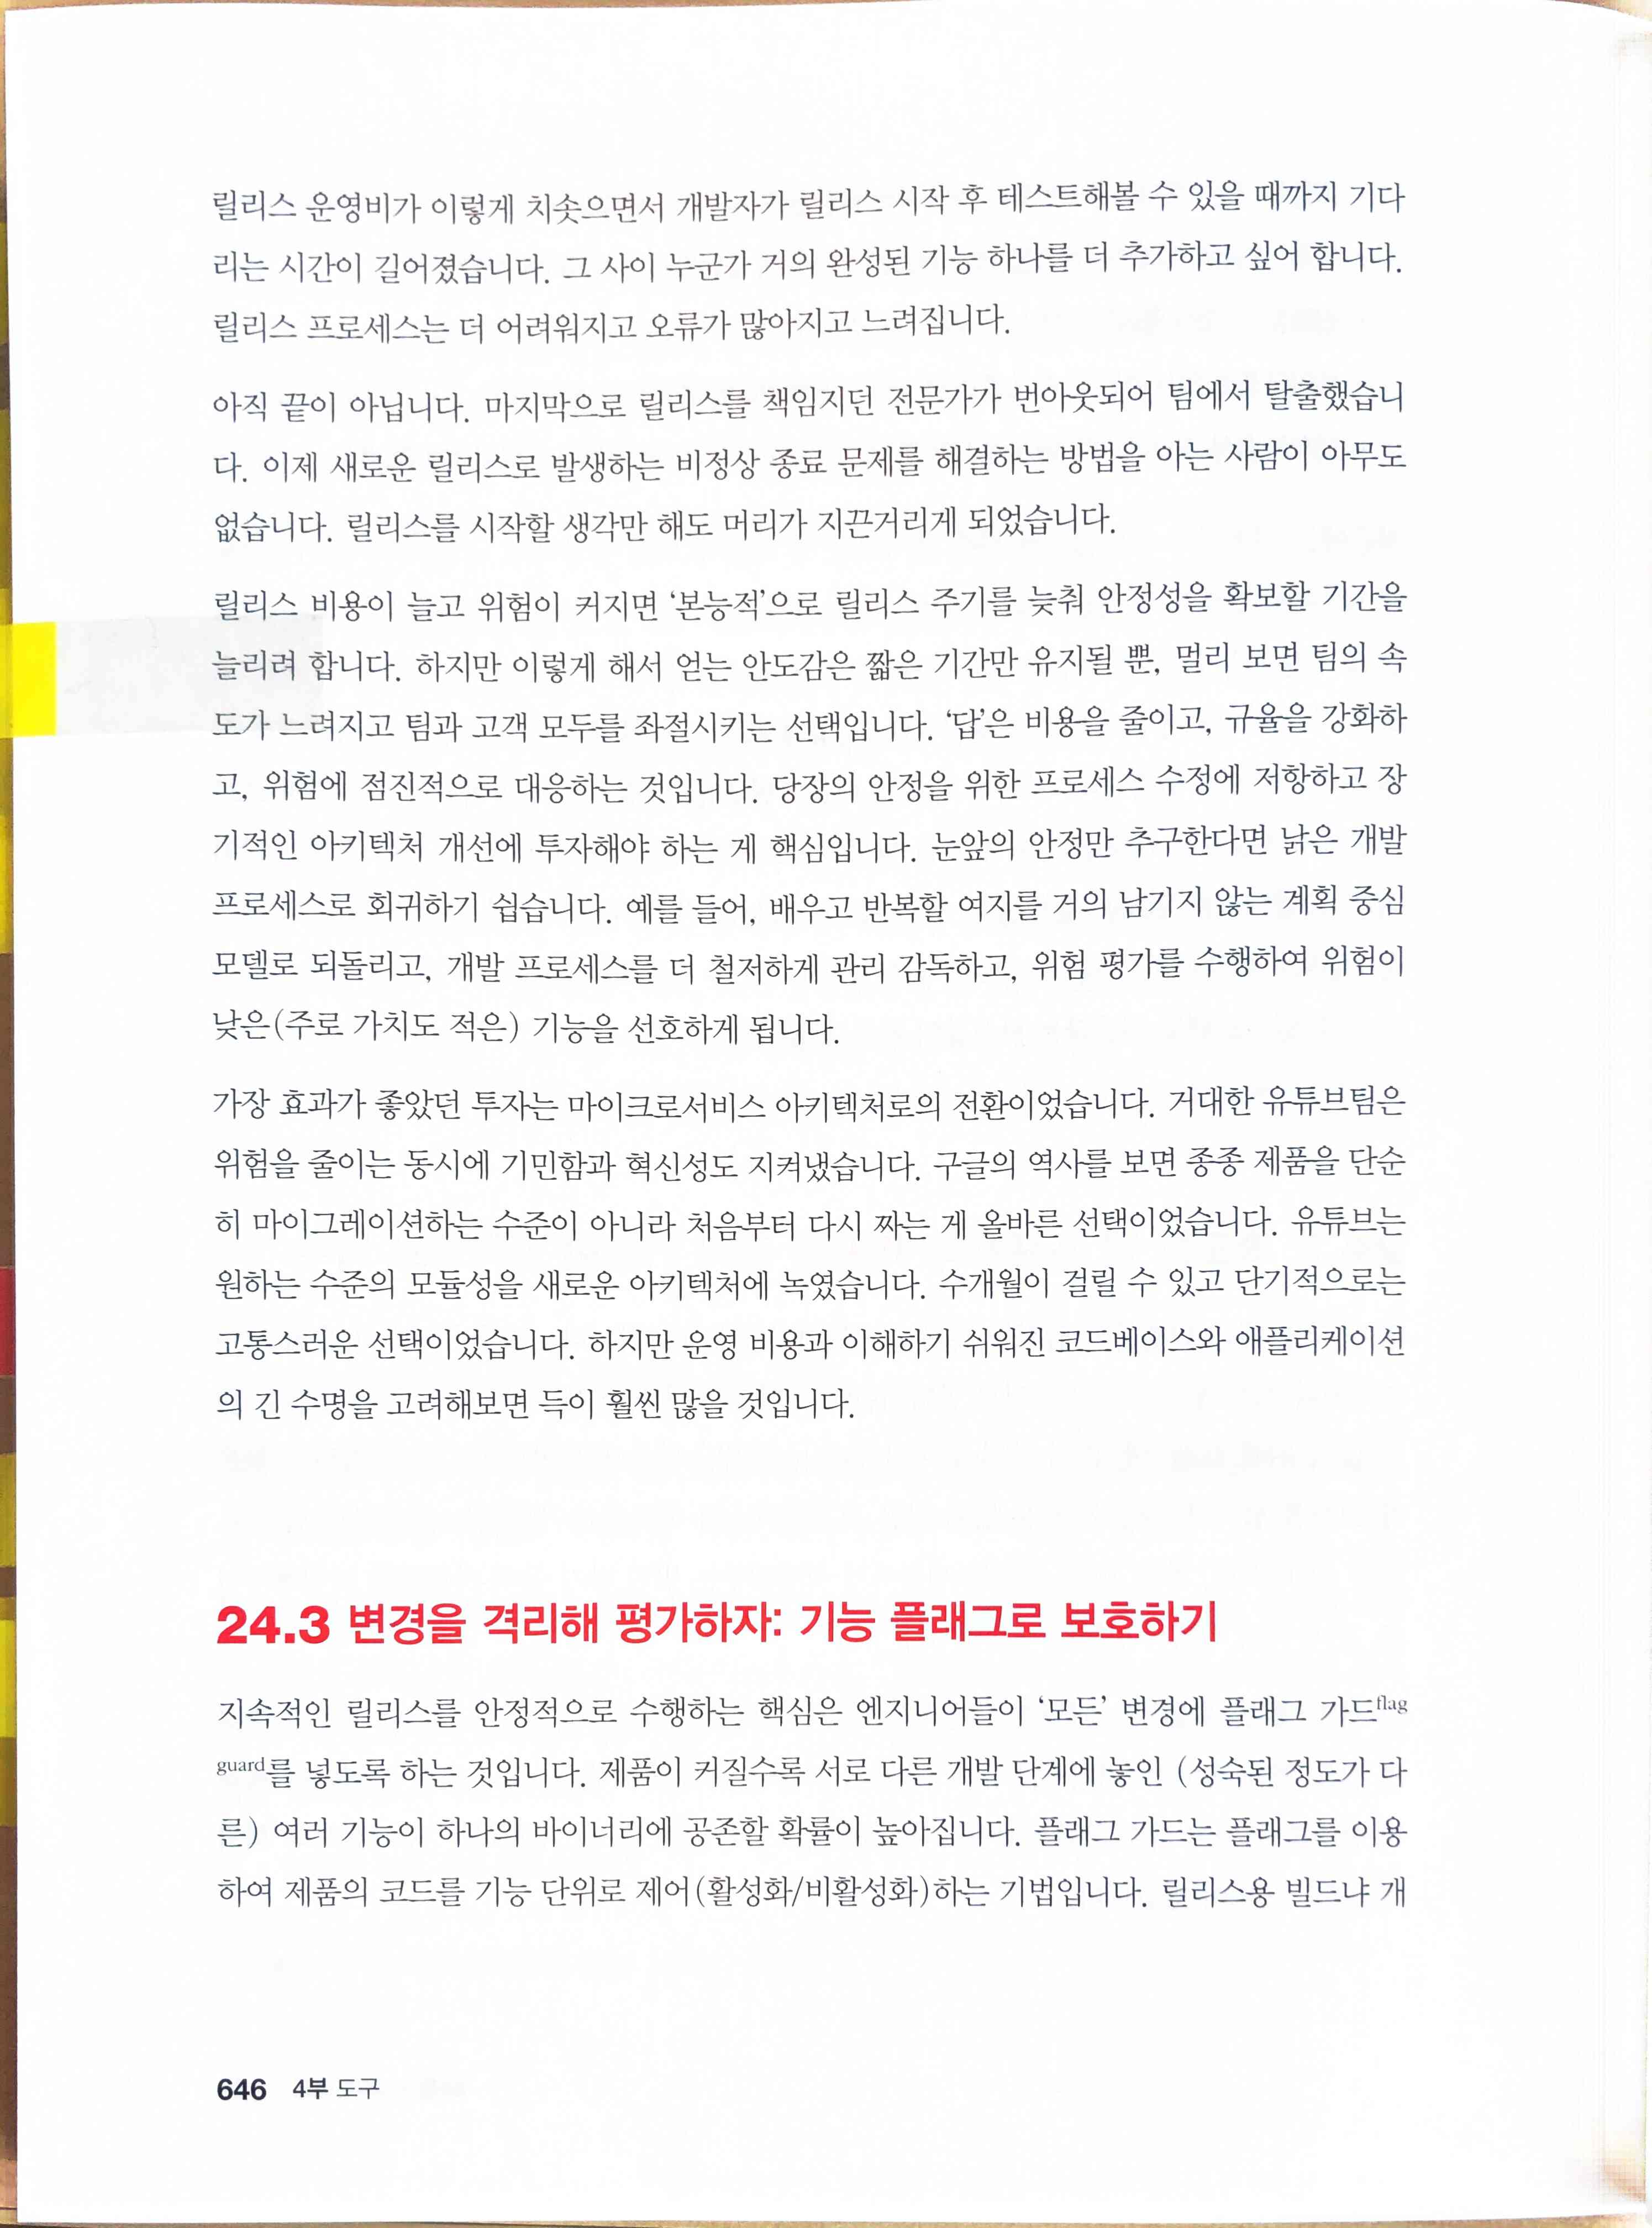 릴리스 운영비가 이렇게 치솟으면서 개발자가 릴리스 시작 후 테스트해볼 수 있을 때까지 기다
리는 시간이 길어졌습니다. 그 사이 누군가 거의 완성된 기능 하나를 더 추가하고 싶어 합니다.
릴리스 프로세스는 더 어려워지고 오류가 많아지고 느려집니다.
아직 끝이 아닙니다. 마지막으로 릴리스를 책임지던 전문가가 번아웃되어 팀에서 탈출했습니
다. 이제 새로운 릴리스로 발생하는 비정상 종료 문제를 해결하는 방법을 아는 사람이 아무도
없습니다. 릴리스를 시작할 생각만 해도 머리가 지끈거리게 되었습니다.
릴리스 비용이 늘고 위험이 커지면 ‘본능적’으로 릴리스 주기를 늦춰 안정성을 확보할 기간을
늘리려 합니다. 하지만 이렇게 해서 얻는 안도감은 짧은 기간만 유지될 뿐, 멀리 보면 팀의 속
도가 느려지고 팀과 고객 모두를 좌절시키는 선택입니다. ‘답’은 비용을 줄이고, 규율을 강화하
고, 위험에 점진적으로 대응하는 것입니다. 당장의 안정을 위한 프로세스 수정에 저항하고 장
기적인 아키텍처 개선에 투자해야 하는 게 핵심입니다. 눈앞의 안정만 추구한다면 낡은 개발
프로세스로 회귀하기 쉽습니다. 예를 들어, 배우고 반복할 여지를 거의 남기지 않는 계획 중심
모델로 되돌리고, 개발 프로세스를 더 철저하게 관리 감독하고, 위험 평가를 수행하여 위험이
낮은(주로 가치도 적은) 기능을 선호하게 됩니다.
가장 효과가 좋았던 투자는 마이크로서비스 아키텍처로의 전환이었습니다. 거대한 유튜브팀은
위험을 줄이는 동시에 기민함과 혁신성도 지켜냈습니다. 구글의 역사를 보면 종종 제품을 단순
히 마이그레이션하는 수준이 아니라 처음부터 다시 짜는 게 올바른 선택이었습니다. 유튜브는
원하는 수준의 모듈성을 새로운 아키텍처에 녹였습니다. 수개월이 걸릴 수 있고 단기적으로는
고통스러운 선택이었습니다. 하지만 운영 비용과 이해하기 쉬워진 코드베이스와 애플리케이션
의 긴 수명을 고려해보면 득이 훨씬 많을 것입니다.
24.3 변경을 격리해 평가하자: 기능 플래그로 보호하기
지속적인 릴리스를 안정적으로 수행하는 핵심은 엔지니어들이 ‘모든’ 변경에 플래그 가드flag
guard를 넣도록 하는 것입니다. 제품이 커질수록 서로 다른 개발 단계에 놓인 (성숙된 정도가 다
른) 여러 기능이 하나의 바이너리에 공존할 확률이 높아집니다. 플래그 가드는 플래그를 이용
하여 제품의 코드를 기능 단위로 제어(활성화/비활성화)하는 기법입니다. 릴리스용 빌드냐 개
646 4부 도구